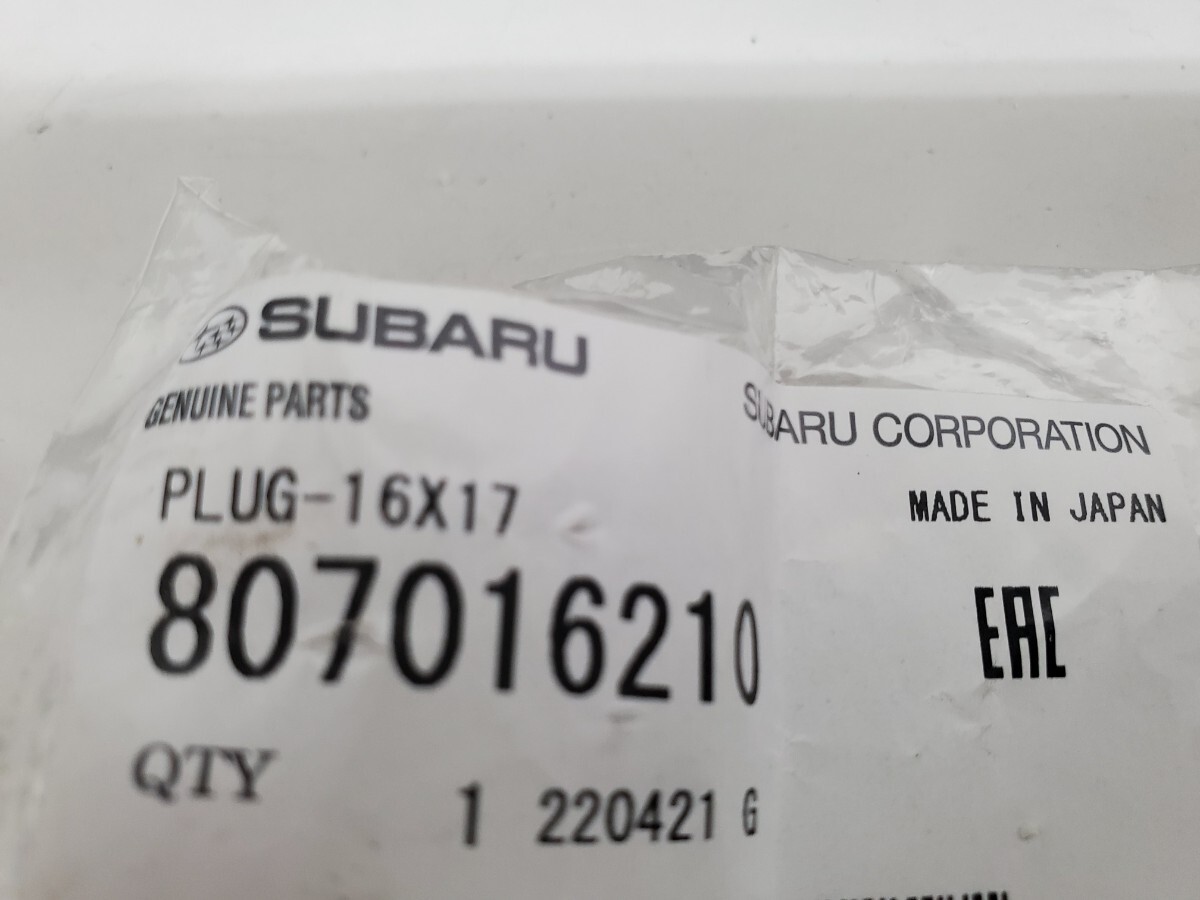 SUBARU
GENUINE PARTS
PLUG-16X17
807016210
QTY 1 220421 G
SUBARU CORPORATION
MADE IN JAPAN
EAC